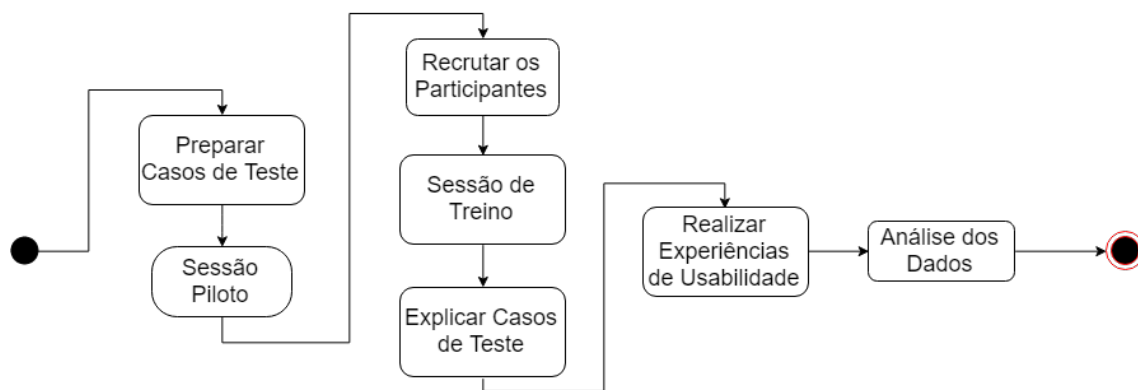 Preparar
Casos de Teste
Sessão
Piloto
Recrutar os
Participantes
Sessão de
Treino
Explicar Casos
de Teste
Realizar
Experiências
de Usabilidade
Análise dos
Dados